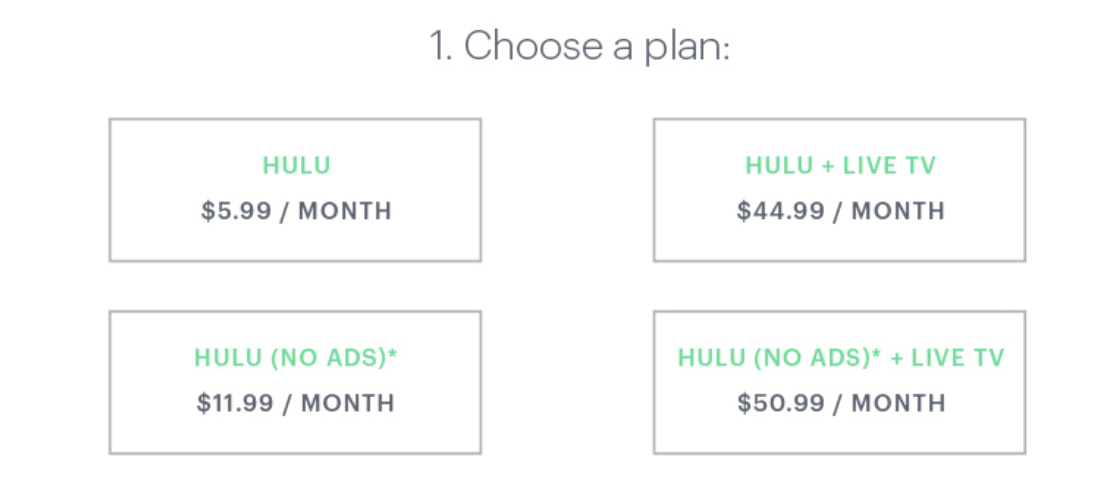 1. Choose a plan:
HULU
$5.99 / MONTH
HULU + LIVE TV
$44.99 / MONTH
HULU (NO ADS)*
$11.99 / MONTH
HULU (NO ADS)* + LIVE TV
$50.99 / MONTH